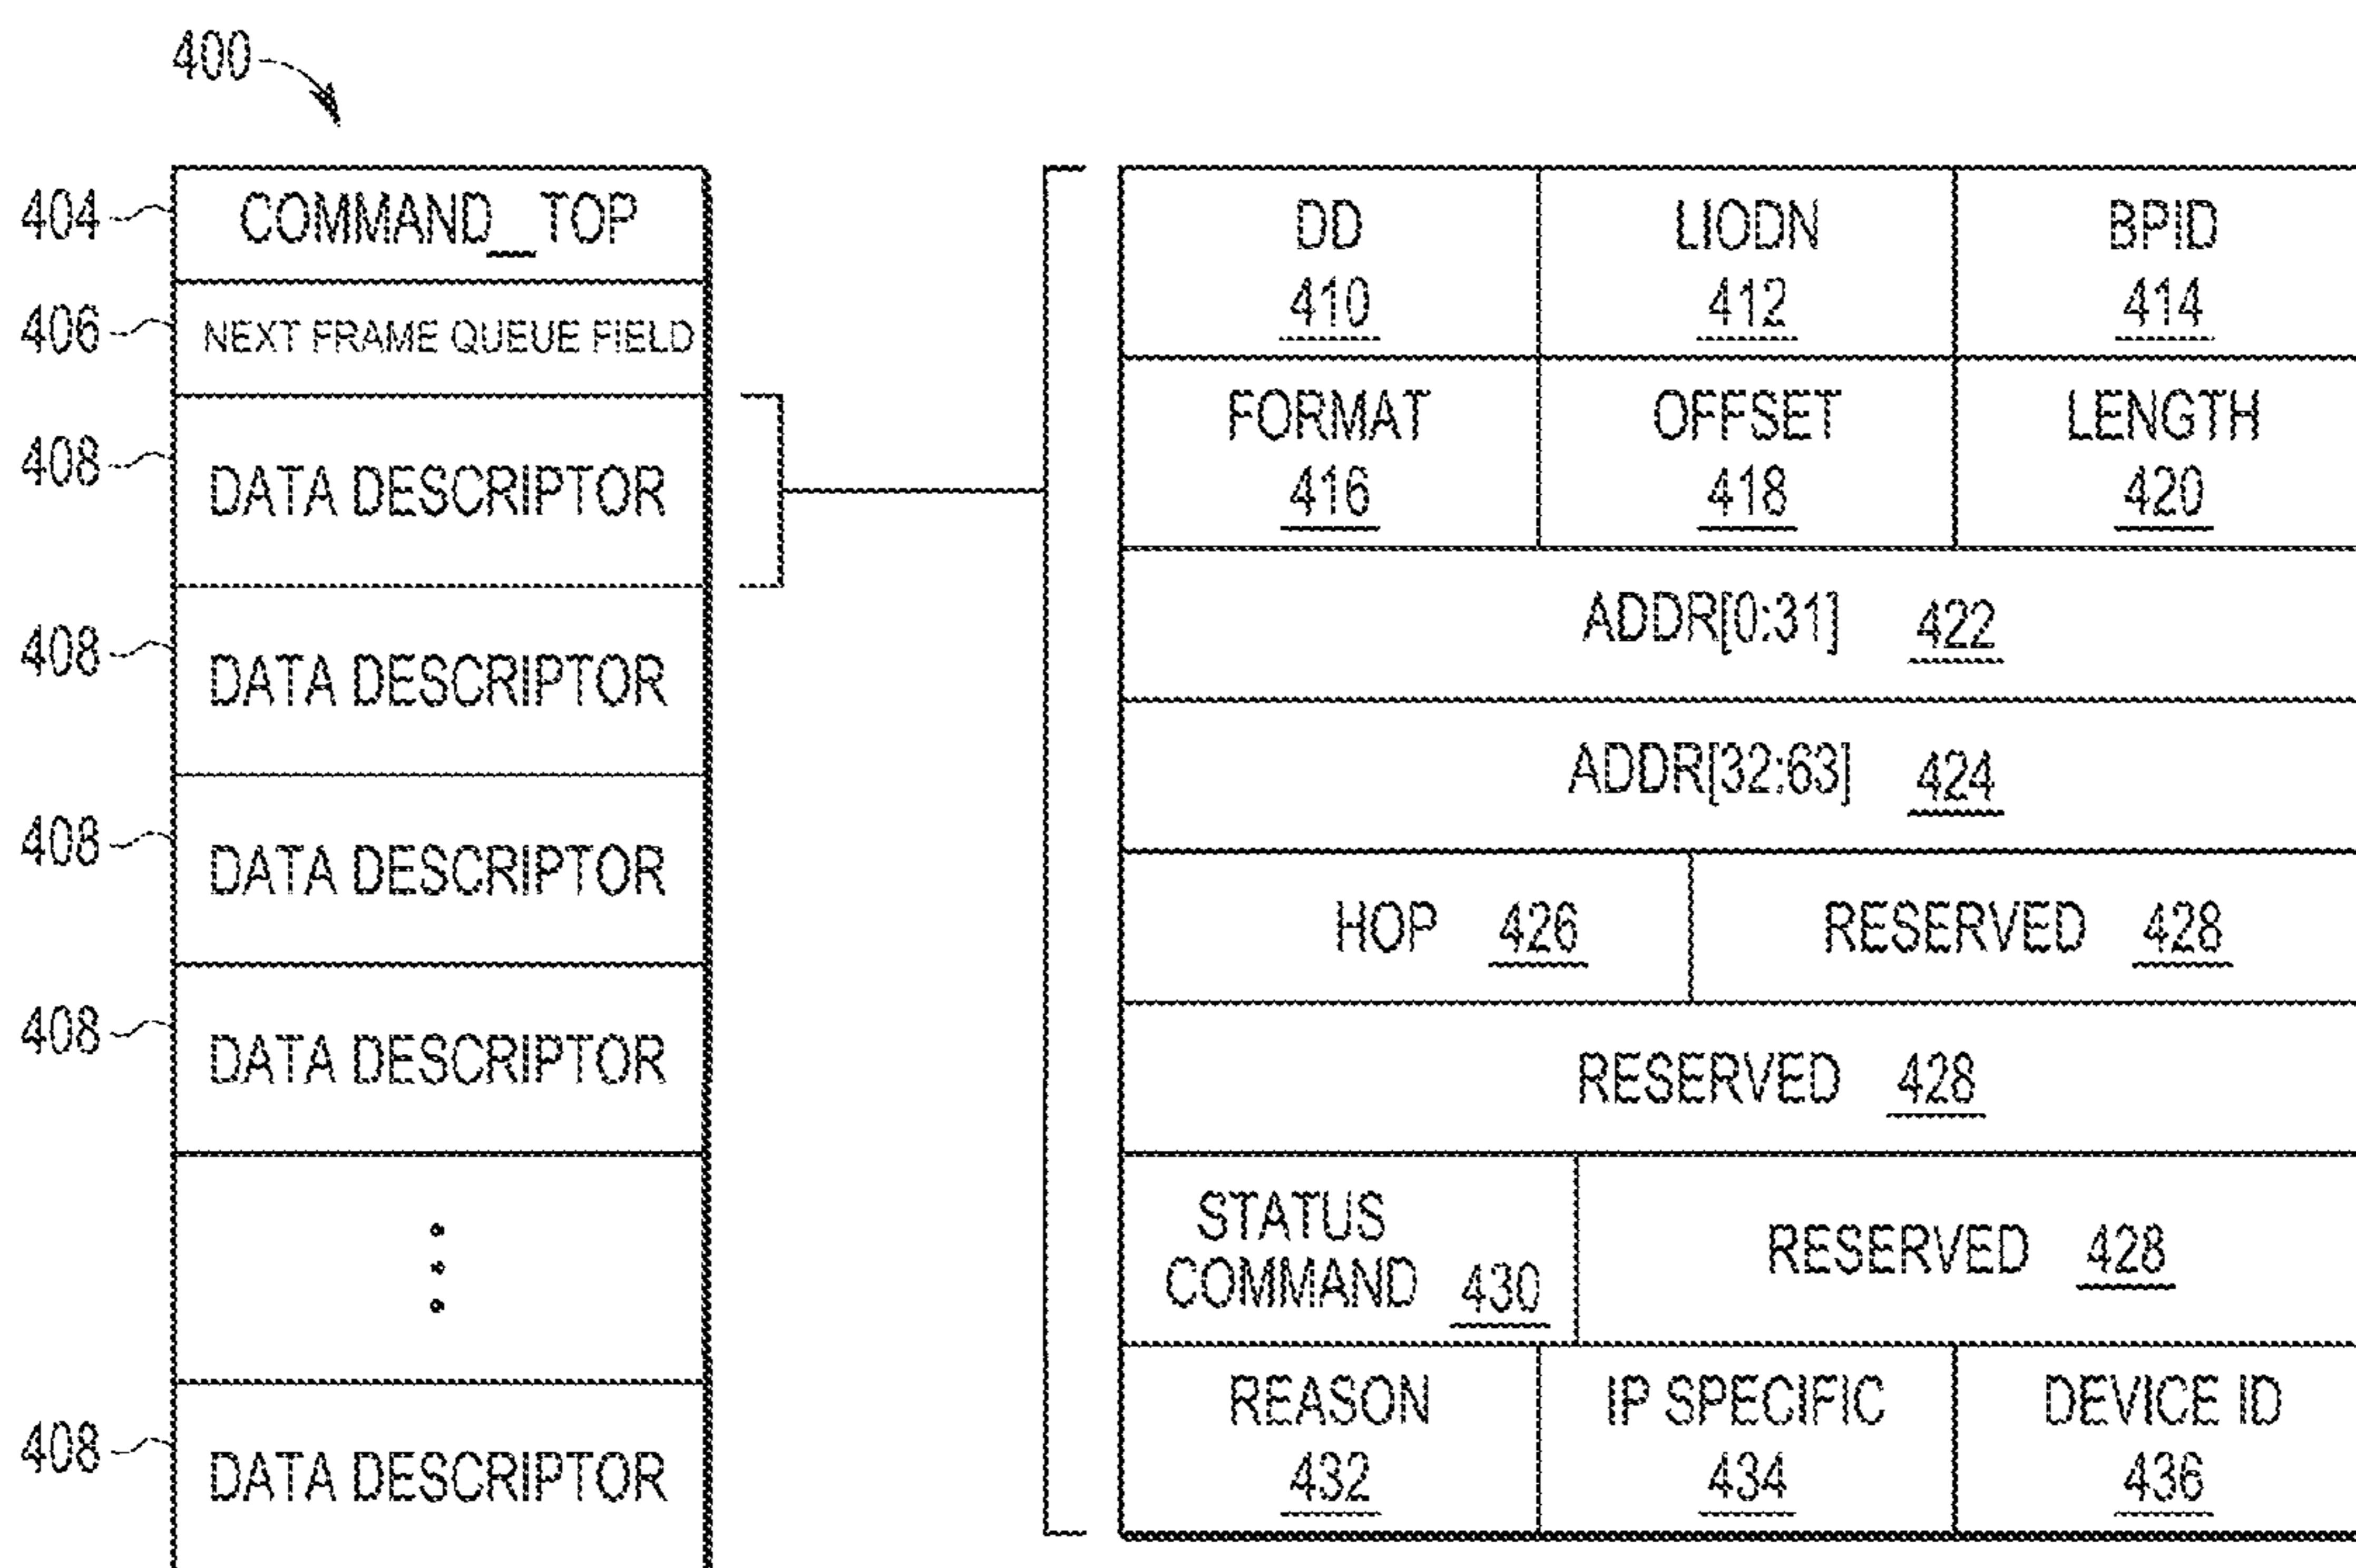 400
404 COMMAND_TOP
406 NEXT FRAME QUEUE FIELD
408 DATA DESCRIPTOR
408 DATA DESCRIPTOR
408 DATA DESCRIPTOR
408 DATA DESCRIPTOR
408 DATA DESCRIPTOR
DD LIODN BPID
410 412 414
FORMAT OFFSET LENGTH
416 418 420
ADDR[0:31] 422
ADDR[32:63] 424
HOP 426 RESERVED 428
RESERVED 428
STATUS
COMMAND 430 RESERVED 428
REASON IP SPECIFIC DEVICE ID
432 434 436